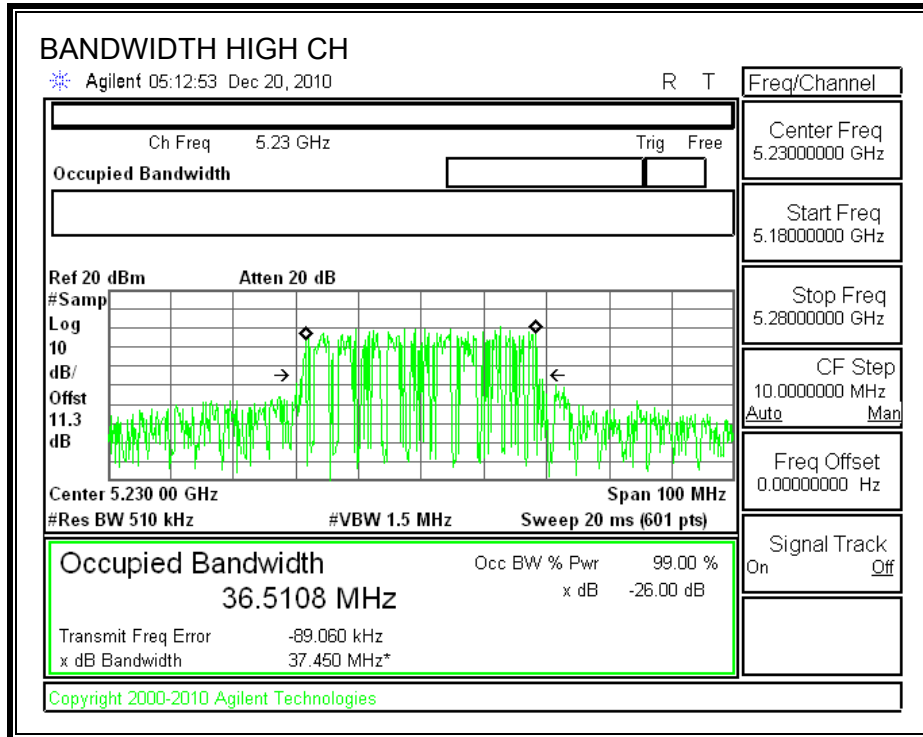 BANDWIDTH HIGH CH
Agilent 05:12:53 Dec 20, 2010 R T
Freq/Channel
Ch Freq 5.23 GHz Trig Free
Occupied Bandwidth
Center Freq
5.23000000 GHz
Start Freq
5.18000000 GHz
Stop Freq
5.28000000 GHz
CF Step
10.0000000 MHz
Auto Man
Freq Offset
0.00000000 Hz
Signal Track
On Off
Ref 20 dBm Atten 20 dB
#Samp
Log
10
dB/
Offst
11.3
dB
Center 5.230 00 GHz Span 100 MHz
#Res BW 510 kHz #VBW 1.5 MHz Sweep 20 ms (601 pts)
Occupied Bandwidth Occ BW % Pwr 99.00 %
36.5108 MHz x dB -26.00 dB
Transmit Freq Error -89.060 kHz
x dB Bandwidth 37.450 MHz*
Copyright 2000-2010 Agilent Technologies